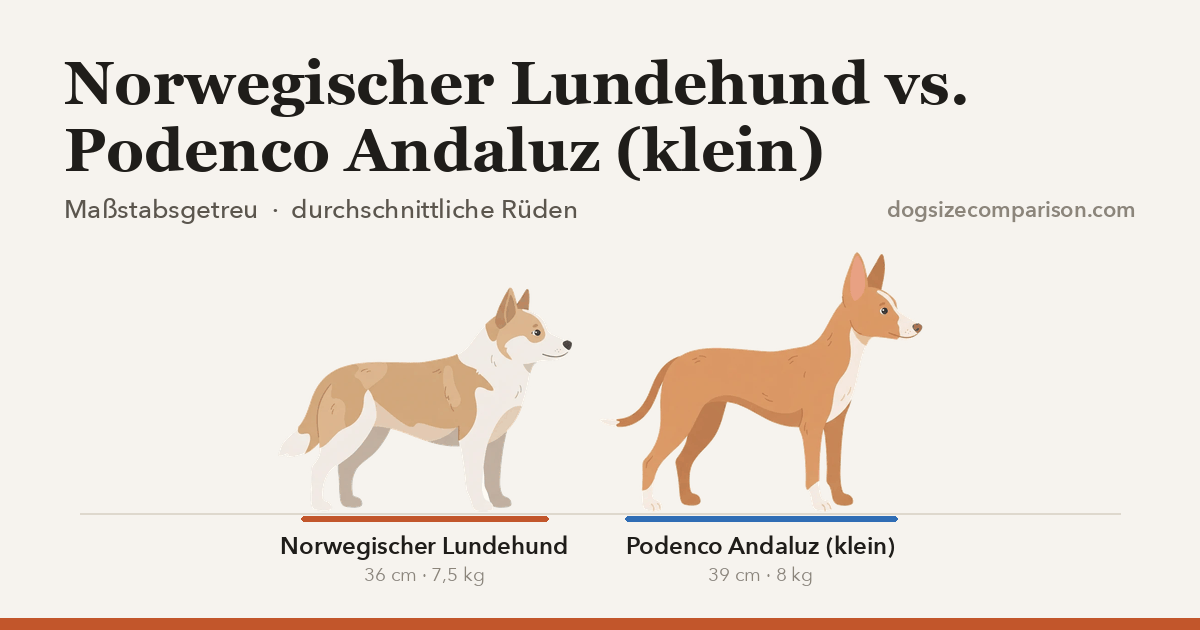 Norwegischer Lundehund vs.
Podenco Andaluz (klein)
Maßstabsgetreu · durchschnittliche Rüden
dogsizecomparison.com
Norwegischer Lundehund
36 cm · 7,5 kg
Podenco Andaluz (klein)
39 cm · 8 kg